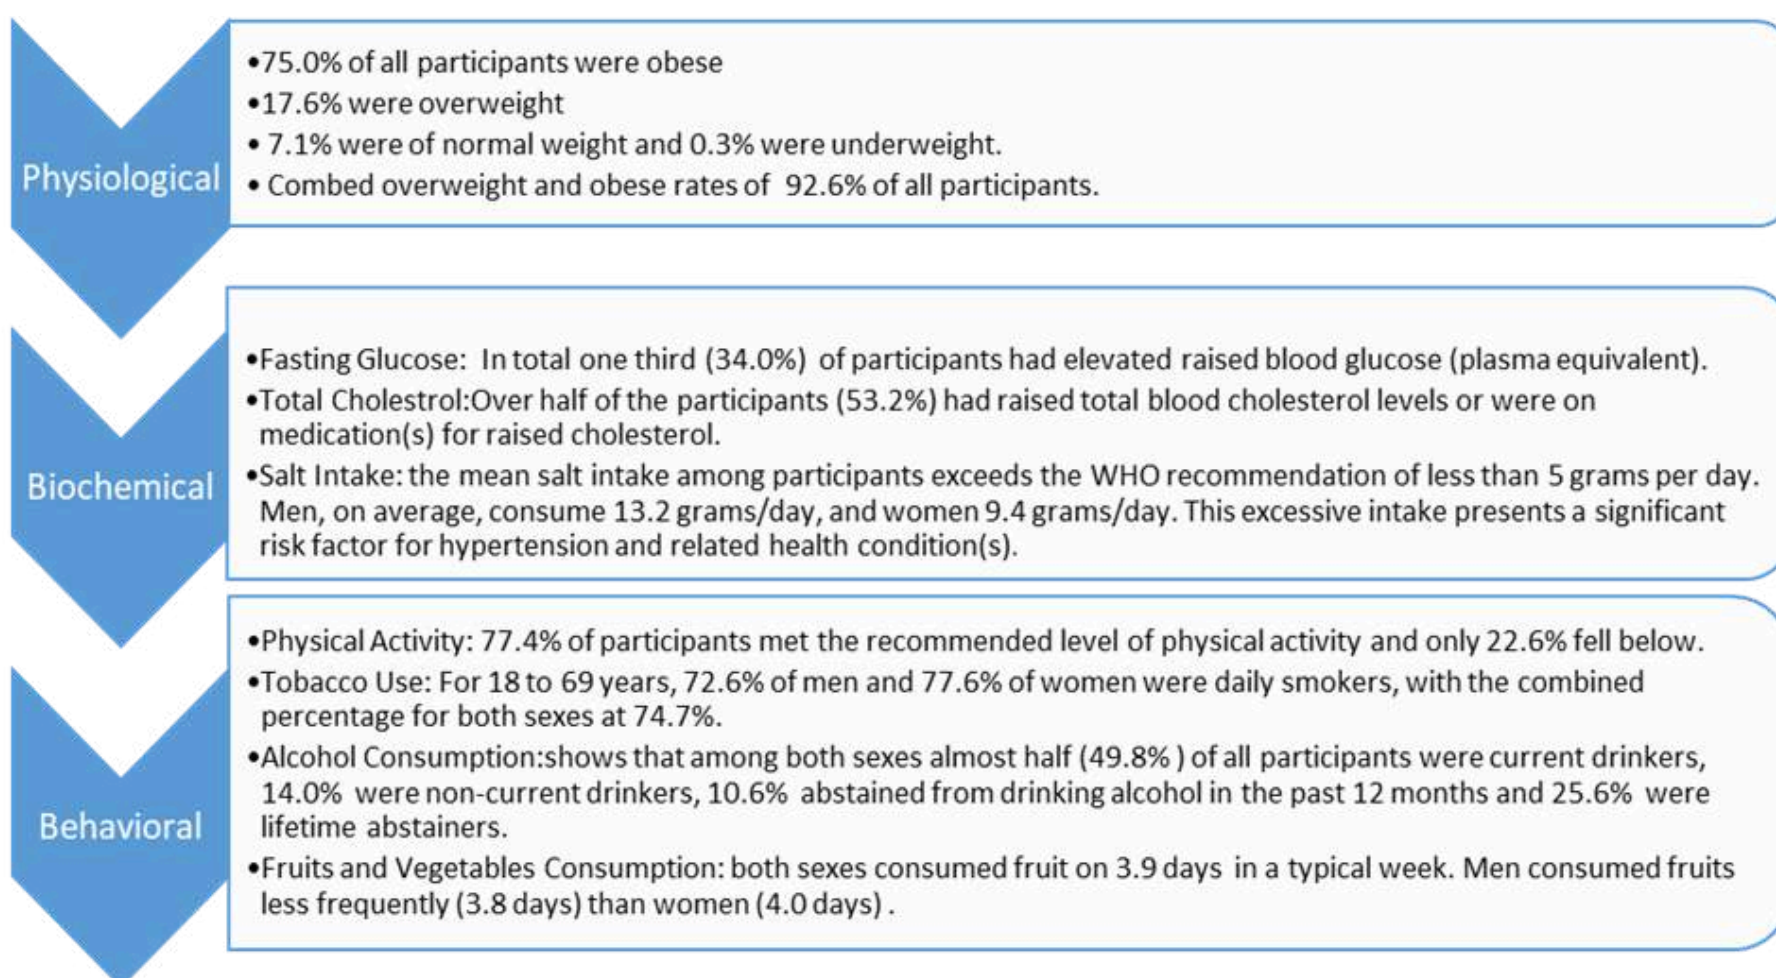 Physiological
•75.0% of all participants were obese
•17.6% were overweight
• 7.1% were of normal weight and 0.3% were underweight.
• Combed overweight and obese rates of 92.6% of all participants.
Biochemical
•Fasting Glucose: In total one third (34.0%) of participants had elevated raised blood glucose (plasma equivalent).
•Total Cholestrol:Over half of the participants (53.2%) had raised total blood cholesterol levels or were on
medication(s) for raised cholesterol.
•Salt Intake: the mean salt intake among participants exceeds the WHO recommendation of less than 5 grams per day.
Men, on average, consume 13.2 grams/day, and women 9.4 grams/day. This excessive intake presents a significant
risk factor for hypertension and related health condition(s).
Behavioral
•Physical Activity: 77.4% of participants met the recommended level of physical activity and only 22.6% fell below.
•Tobacco Use: For 18 to 69 years, 72.6% of men and 77.6% of women were daily smokers, with the combined
percentage for both sexes at 74.7%.
•Alcohol Consumption:shows that among both sexes almost half (49.8% ) of all participants were current drinkers,
14.0% were non-current drinkers, 10.6% abstained from drinking alcohol in the past 12 months and 25.6% were
lifetime abstainers.
•Fruits and Vegetables Consumption: both sexes consumed fruit on 3.9 days in a typical week. Men consumed fruits
less frequently (3.8 days) than women (4.0 days) .